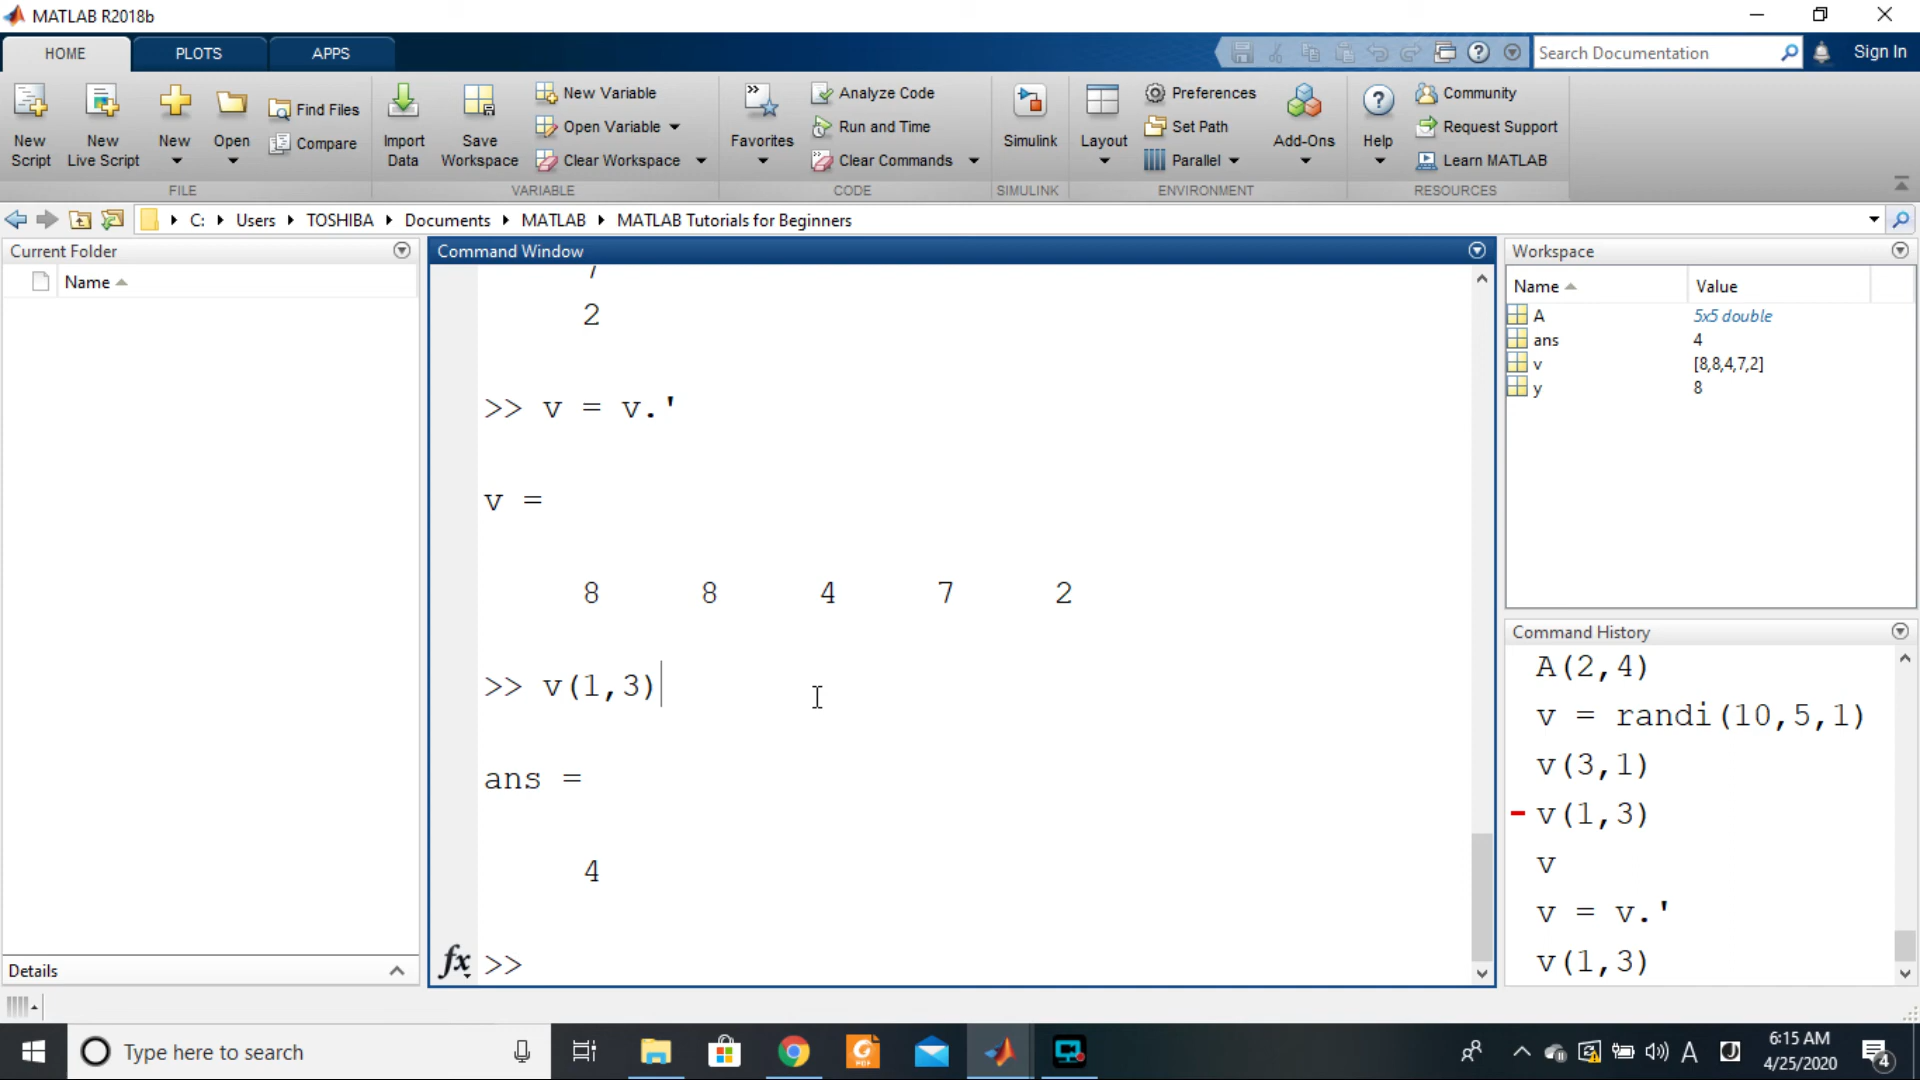 MATLAB R2018b
HOME PLOTS APPS
Search Documentation
Sign In
New Script
New Live Script
New
Open
Find Files
Compare
FILE
Import Data
Save Workspace
New Variable
Open Variable
Clear Workspace
VARIABLE
Favorites
Analyze Code
Run and Time
Clear Commands
CODE
Simulink
SIMULINK
Layout
Preferences
Set Path
Parallel
Add-Ons
ENVIRONMENT
Help
Community
Request Support
Learn MATLAB
RESOURCES
C: Users TOSHIBA Documents MATLAB MATLAB Tutorials for Beginners
Current Folder
Name
Details
Command Window
7
2
>> v = v.'
v =
8 8 4 7 2
>> v(1,3)
ans =
4
fx >>
Workspace
Name Value
A 5x5 double
ans 4
v [8,8,4,7,2]
y 8
Command History
A(2,4)
v = randi(10,5,1)
v(3,1)
v(1,3)
v
v = v.'
v(1,3)
Type here to search
6:15 AM
4/25/2020
4